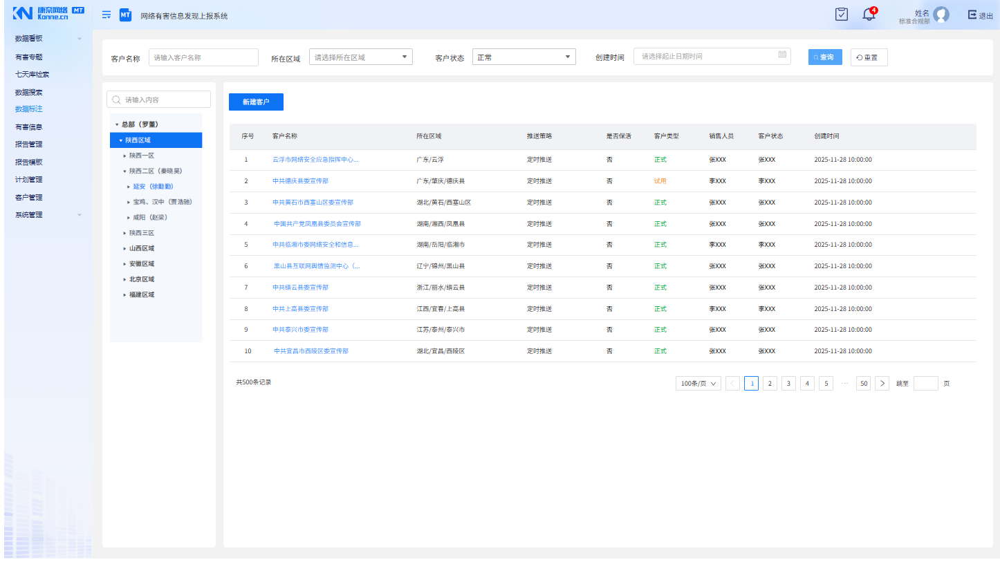 康奈网络 MT
Konne.cn
MT 网络有害信息发现上报系统
4
姓名
标准合规部
退出
数据看板
有害专题
七天库检索
数据搜索
数据标注
有害信息
报告管理
报告模板
计划管理
客户管理
系统管理
客户名称 请输入客户名称 所在区域 请选择所在区域 客户状态 正常 创建时间 请选择起止日期时间 查询 重置
请输入内容
总部（罗董）
陕西区域
陕西一区
陕西二区（秦晓昊）
延安（徐勤勤）
宝鸡、汉中（贾浩驰）
咸阳（赵梁）
陕西三区
山西区域
安徽区域
北京区域
福建区域
新建客户
序号 客户名称 所在区域 推送策略 是否保活 客户类型 销售人员 客户状态 创建时间
1 云浮市网络安全应急指挥中心... 广东/云浮 定时推送 否 正式 张XXX 张XXX 2025-11-28 10:00:00
2 中共德庆县委宣传部 广东/肇庆/德庆县 定时推送 否 试用 李XXX 李XXX 2025-11-28 10:00:00
3 中共黄石市西塞山区委宣传部 湖北/黄石/西塞山区 定时推送 否 正式 张XXX 张XXX 2025-11-28 10:00:00
4 中国共产党凤凰县委员会宣传部 湖南/湘西/凤凰县 定时推送 否 正式 张XXX 张XXX 2025-11-28 10:00:00
5 中共临湘市委网络安全和信息... 湖南/岳阳/临湘市 定时推送 否 正式 李XXX 李XXX 2025-11-28 10:00:00
6 黑山县互联网舆情监测中心（... 辽宁/锦州/黑山县 定时推送 否 正式 张XXX 张XXX 2025-11-28 10:00:00
7 中共缙云县委宣传部 浙江/丽水/缙云县 定时推送 否 正式 张XXX 张XXX 2025-11-28 10:00:00
8 中共上高县委宣传部 江西/宜春/上高县 定时推送 否 正式 李XXX 李XXX 2025-11-28 10:00:00
9 中共泰兴市委宣传部 江苏/泰州/泰兴市 定时推送 否 正式 张XXX 张XXX 2025-11-28 10:00:00
10 中共宜昌市西陵区委宣传部 湖北/宜昌/西陵区 定时推送 否 正式 张XXX 张XXX 2025-11-28 10:00:00
共500条记录 100条/页 1 2 3 4 5 ··· 50 跳至 页